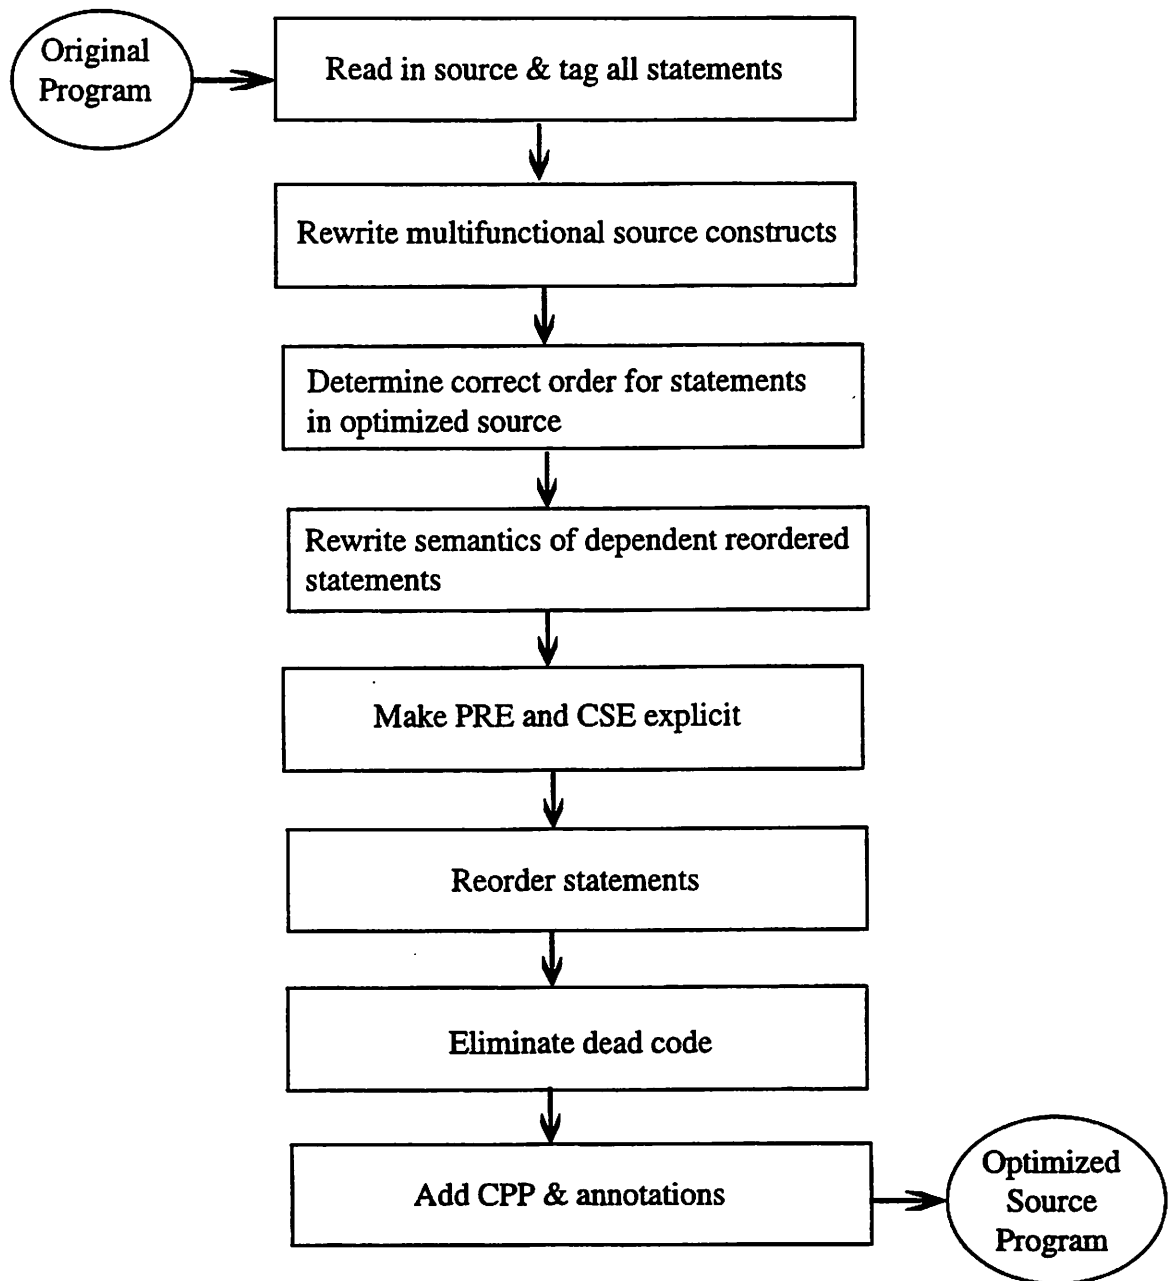 Original
Program
Read in source & tag all statements
Rewrite multifunctional source constructs
Determine correct order for statements
in optimized source
Rewrite semantics of dependent reordered
statements
Make PRE and CSE explicit
Reorder statements
Eliminate dead code
Add CPP & annotations
Optimized
Source
Program